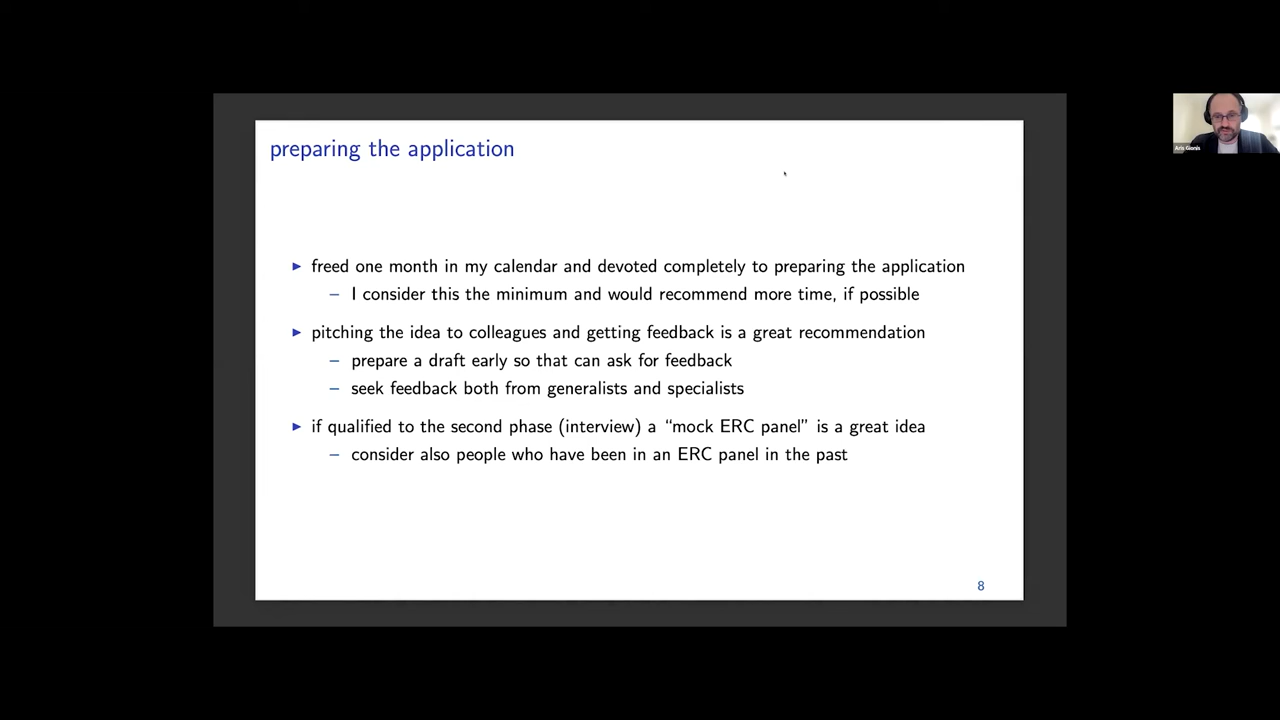 preparing the application
▶ freed one month in my calendar and devoted completely to preparing the application
– I consider this the minimum and would recommend more time, if possible
▶ pitching the idea to colleagues and getting feedback is a great recommendation
– prepare a draft early so that can ask for feedback
– seek feedback both from generalists and specialists
▶ if qualified to the second phase (interview) a “mock ERC panel” is a great idea
– consider also people who have been in an ERC panel in the past
8
Aris Gionis